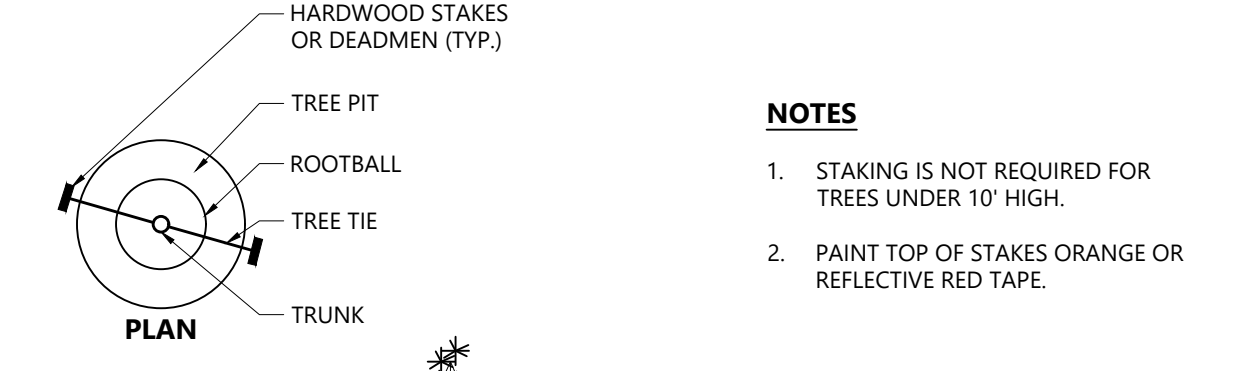 HARDWOOD STAKES
OR DEADMEN (TYP.)
TREE PIT
ROOTBALL
TREE TIE
TRUNK
PLAN
NOTES
1. STAKING IS NOT REQUIRED FOR
TREES UNDER 10' HIGH.
2. PAINT TOP OF STAKES ORANGE OR
REFLECTIVE RED TAPE.